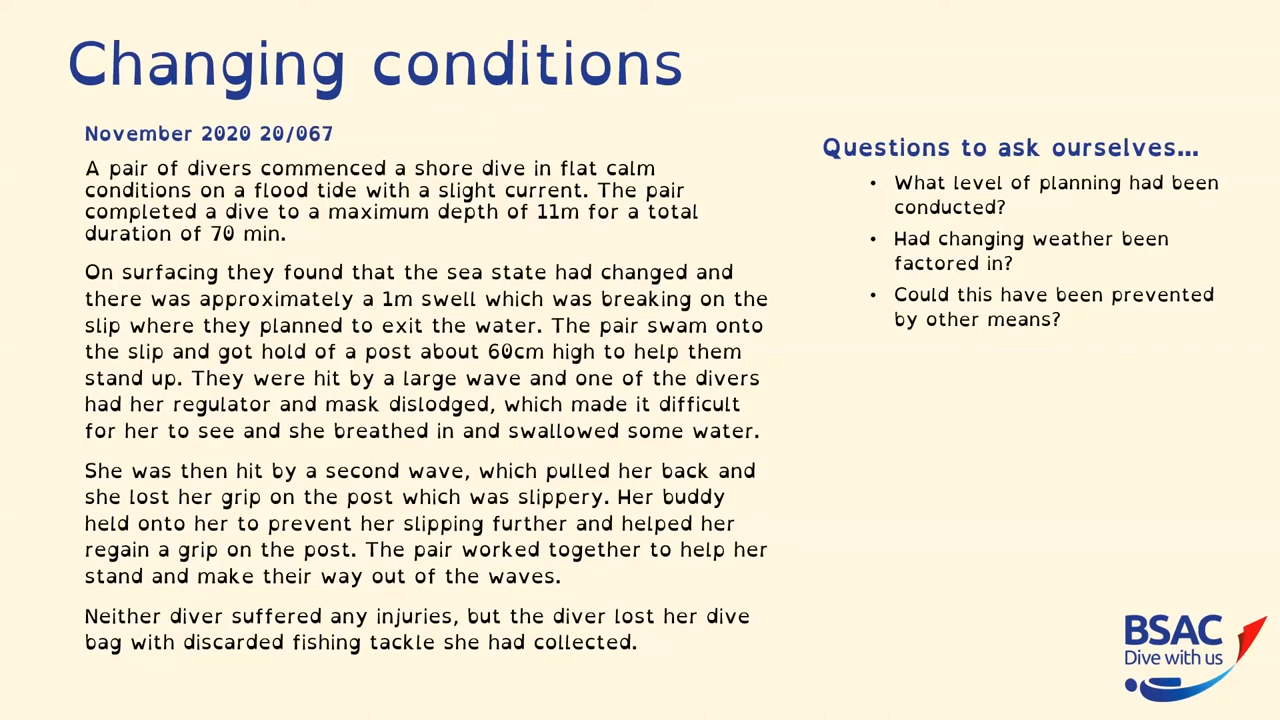 Changing conditions
November 2020 20/067
A pair of divers commenced a shore dive in flat calm
conditions on a flood tide with a slight current. The pair
completed a dive to a maximum depth of 11m for a total
duration of 70 min.
On surfacing they found that the sea state had changed and
there was approximately a 1m swell which was breaking on the
slip where they planned to exit the water. The pair swam onto
the slip and got hold of a post about 60cm high to help them
stand up. They were hit by a large wave and one of the divers
had her regulator and mask dislodged, which made it difficult
for her to see and she breathed in and swallowed some water.
She was then hit by a second wave, which pulled her back and
she lost her grip on the post which was slippery. Her buddy
held onto her to prevent her slipping further and helped her
regain a grip on the post. The pair worked together to help her
stand and make their way out of the waves.
Neither diver suffered any injuries, but the diver lost her dive
bag with discarded fishing tackle she had collected.
Questions to ask ourselves...
• What level of planning had been
conducted?
• Had changing weather been
factored in?
• Could this have been prevented
by other means?
BSAC
Dive with us